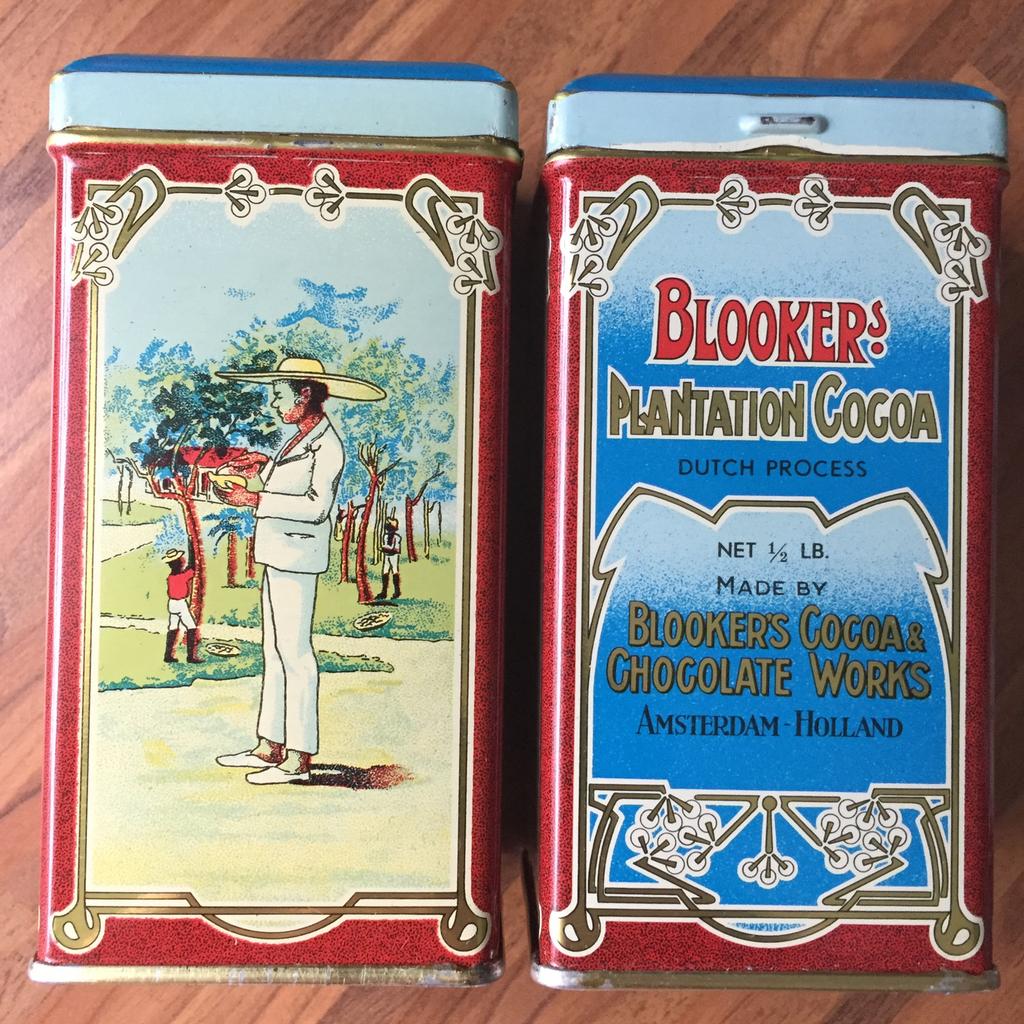 BLOOKERS
PLANTATION COCOA
DUTCH PROCESS
NET ½ LB.
MADE BY
BLOOKER'S COCOA &
CHOCOLATE WORKS
AMSTERDAM-HOLLAND